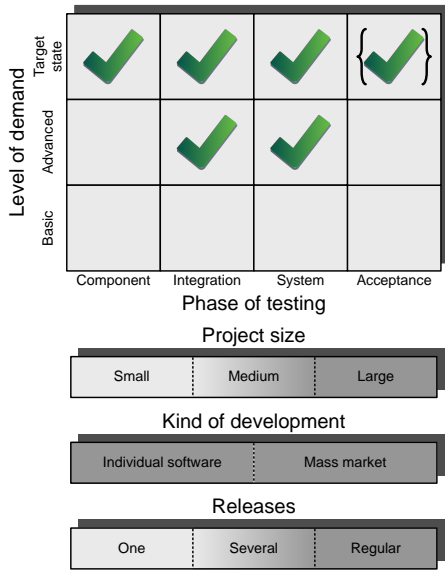 Level of demand
Target
state
Advanced
Basic
Component Integration System Acceptance
Phase of testing
Project size
Small Medium Large
Kind of development
Individual software Mass market
Releases
One Several Regular